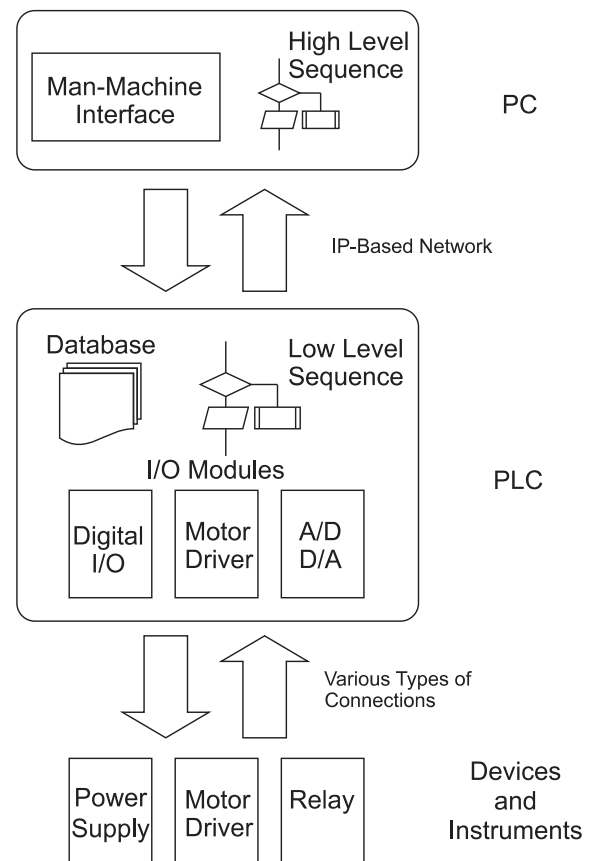 High Level
Sequence
Man-Machine
Interface
PC
IP-Based Network
Database
Low Level
Sequence
I/O Modules
PLC
Digital
I/O
Motor
Driver
A/D
D/A
Various Types of
Connections
Power
Supply
Motor
Driver
Relay
Devices
and
Instruments